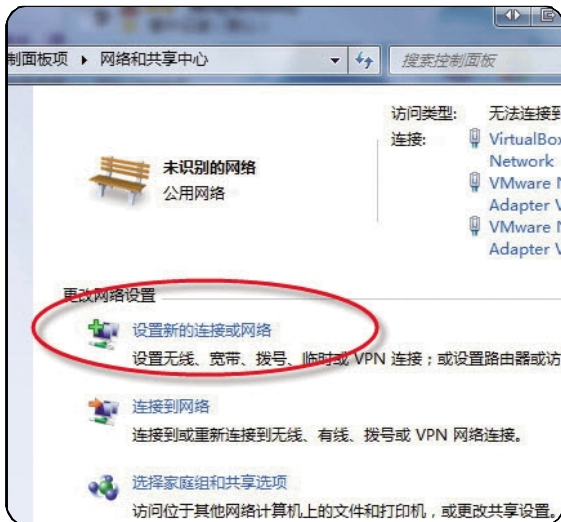 制面板项 ▸ 网络和共享中心
搜索控制面板
访问类型: 无法连接到
连接: VirtualBox
Network
VMware N
Adapter V
VMware N
Adapter V
未识别的网络
公用网络
更改网络设置
设置新的连接或网络
设置无线、宽带、拨号、临时或 VPN 连接；或设置路由器或访
连接到网络
连接到或重新连接到无线、有线、拨号或 VPN 网络连接。
选择家庭组和共享选项
访问位于其他网络计算机上的文件和打印机，或更改共享设置。